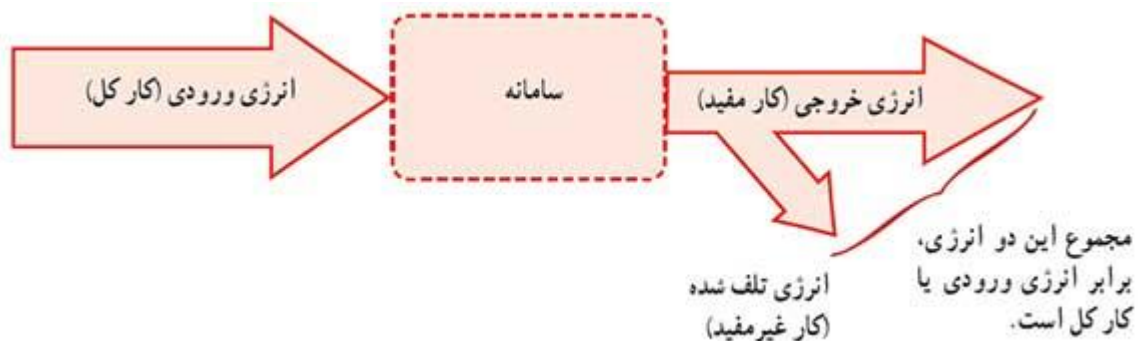 انرژی ورودی (کار کل)
سامانه
انرژی خروجی (کار مفید)
مجموع این دو انرژی،
برابر انرژی ورودی یا
کار کل است.
انرژی تلف شده
(کار غیرمفید)